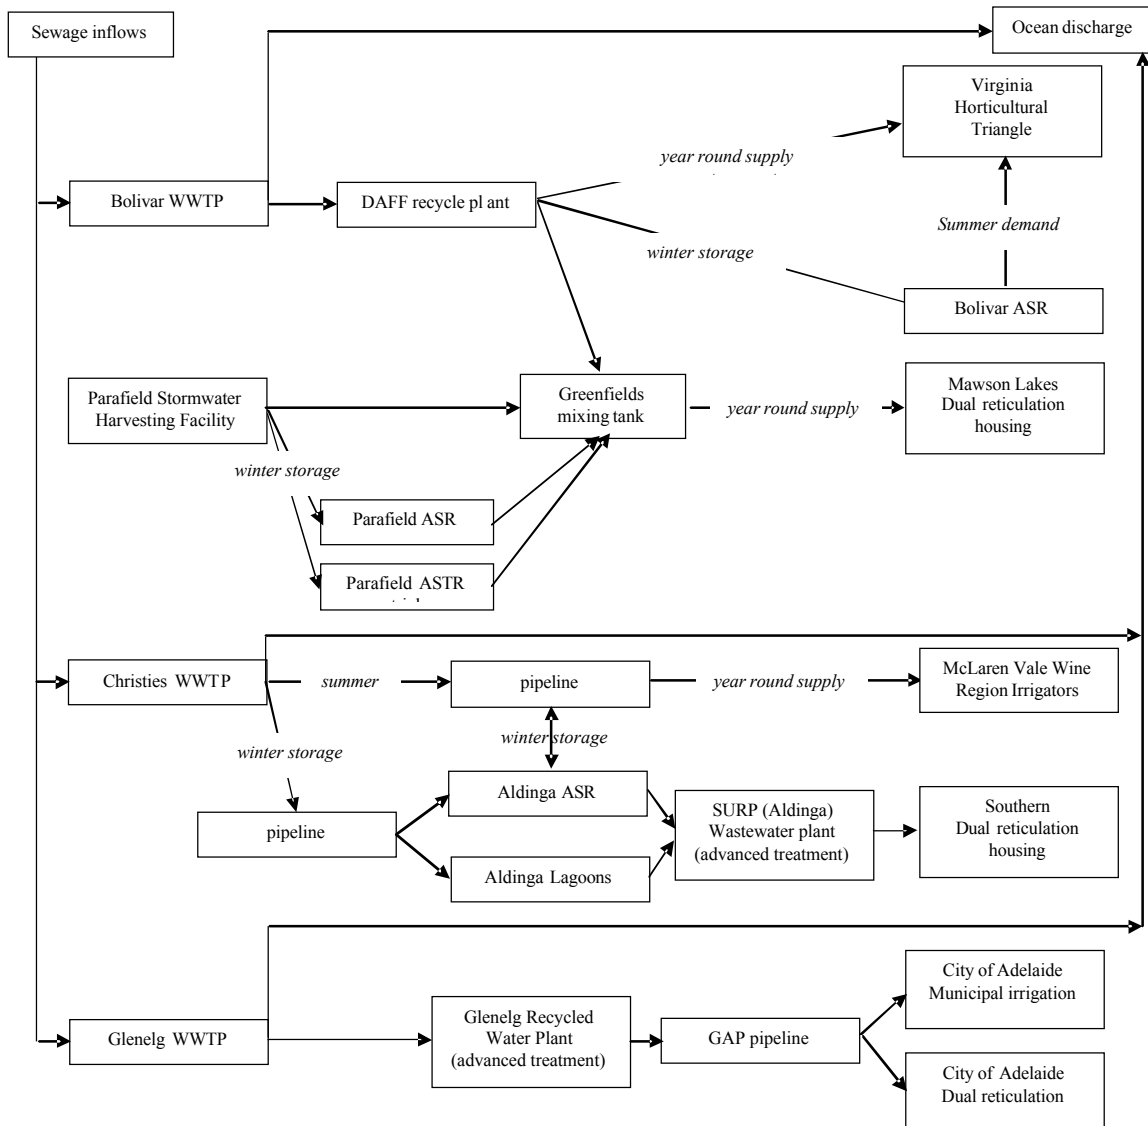 Sewage inflows
Ocean discharge
Virginia
Horticultural
Triangle
year round supply
Bolivar WWTP
DAFF recycle plant
Summer demand
winter storage
Bolivar ASR
Parafield Stormwater
Harvesting Facility
Greenfields
mixing tank
year round supply
Mawson Lakes
Dual reticulation
housing
winter storage
Parafield ASR
Parafield ASTR
Christies WWTP
summer
pipeline
year round supply
McLaren Vale Wine
Region Irrigators
winter storage
winter storage
Aldinga ASR
pipeline
SURP (Aldinga)
Wastewater plant
(advanced treatment)
Southern
Dual reticulation
housing
Aldinga Lagoons
City of Adelaide
Municipal irrigation
Glenelg WWTP
Glenelg Recycled
Water Plant
(advanced treatment)
GAP pipeline
City of Adelaide
Dual reticulation